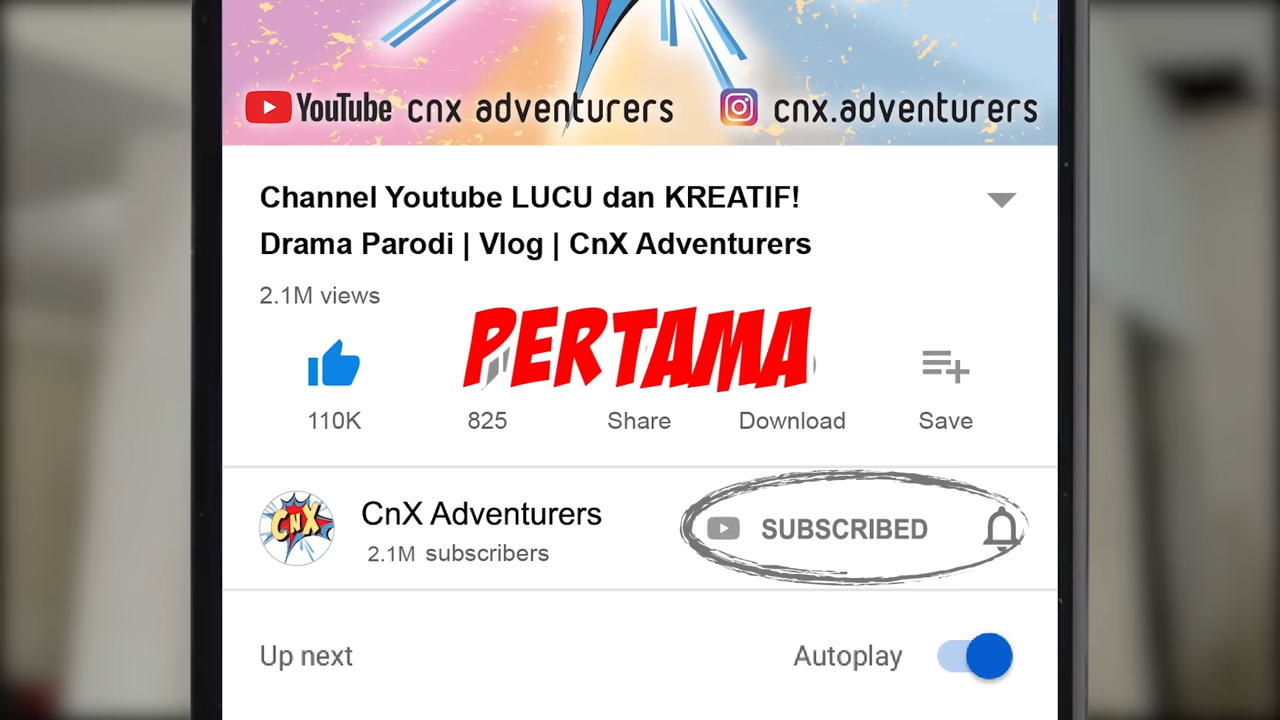 YouTube cnx adventurers cnx.adventurers
Channel Youtube LUCU dan KREATIF!
Drama Parodi | Vlog | CnX Adventurers
2.1M views
PERTAMA
110K 825 Share Download Save
CnX
CnX Adventurers
2.1M subscribers
SUBSCRIBED
Up next Autoplay